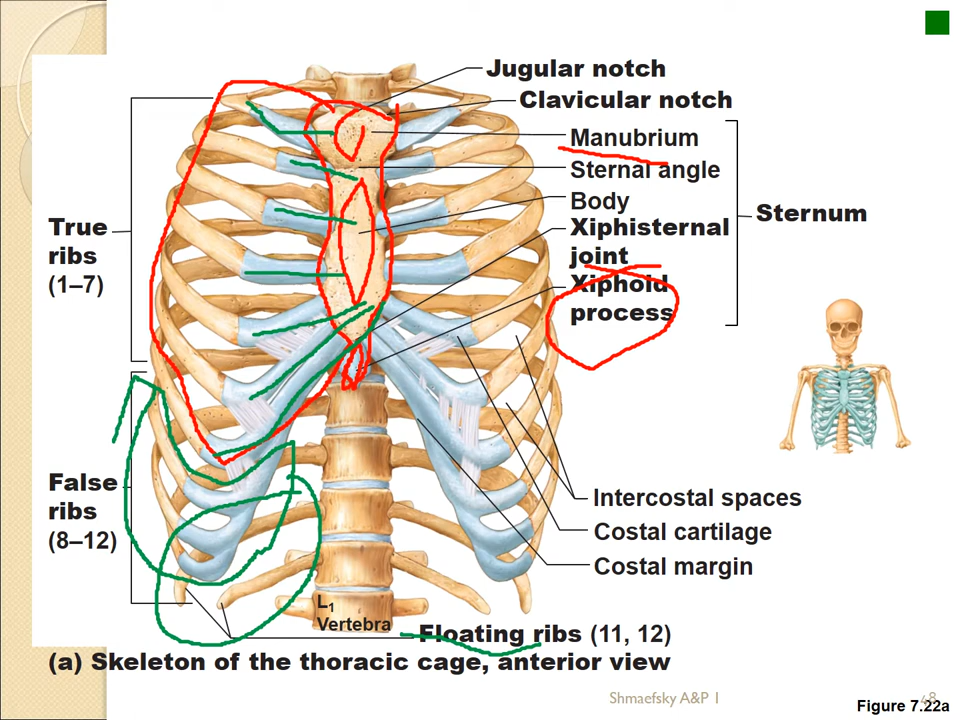 Jugular notch
Clavicular notch
Manubrium
Sternal angle
Body
Xiphisternal
joint
Xiphoid
process
Sternum
True
ribs
(1–7)
False
ribs
(8–12)
Intercostal spaces
Costal cartilage
Costal margin
L1
Vertebra
Floating ribs (11, 12)
(a) Skeleton of the thoracic cage, anterior view
Shmaefsky A&P 1
48
Figure 7.22a